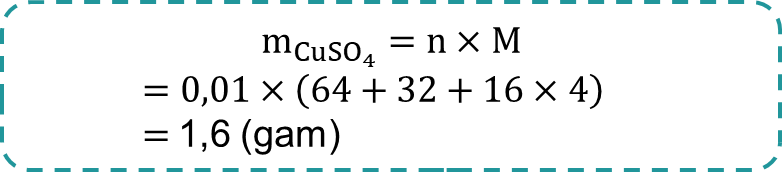 m_CuSO₄ = n × M
= 0,01 × (64 + 32 + 16 × 4)
= 1,6 (gam)